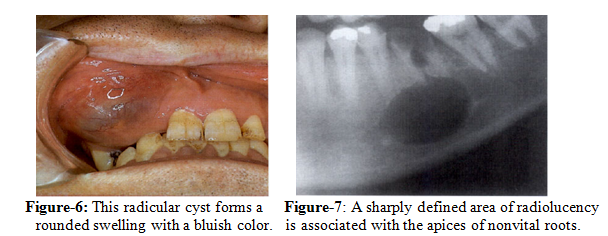 Figure-6: This radicular cyst forms a
rounded swelling with a bluish color.
Figure-7: A sharply defined area of radiolucency
is associated with the apices of nonvital roots.